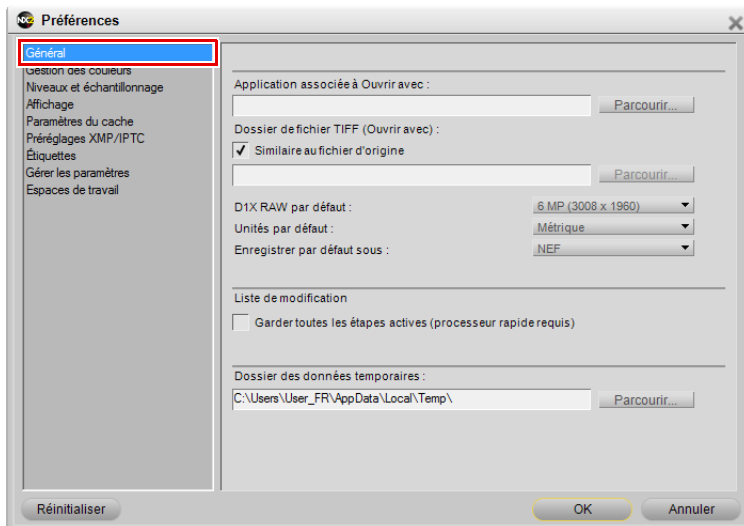 NX2 Préférences
Général
Gestion des couleurs
Niveaux et échantillonnage
Affichage
Paramètres du cache
Préréglages XMP/IPTC
Étiquettes
Gérer les paramètres
Espaces de travail
Application associée à Ouvrir avec :
Parcourir...
Dossier de fichier TIFF (Ouvrir avec) :
Similaire au fichier d'origine
Parcourir...
D1X RAW par défaut : 6 MP (3008 x 1960)
Unités par défaut : Métrique
Enregistrer par défaut sous : NEF
Liste de modification
Garder toutes les étapes actives (processeur rapide requis)
Dossier des données temporaires :
C:\Users\User_FR\AppData\Local\Temp\ Parcourir...
Réinitialiser OK Annuler